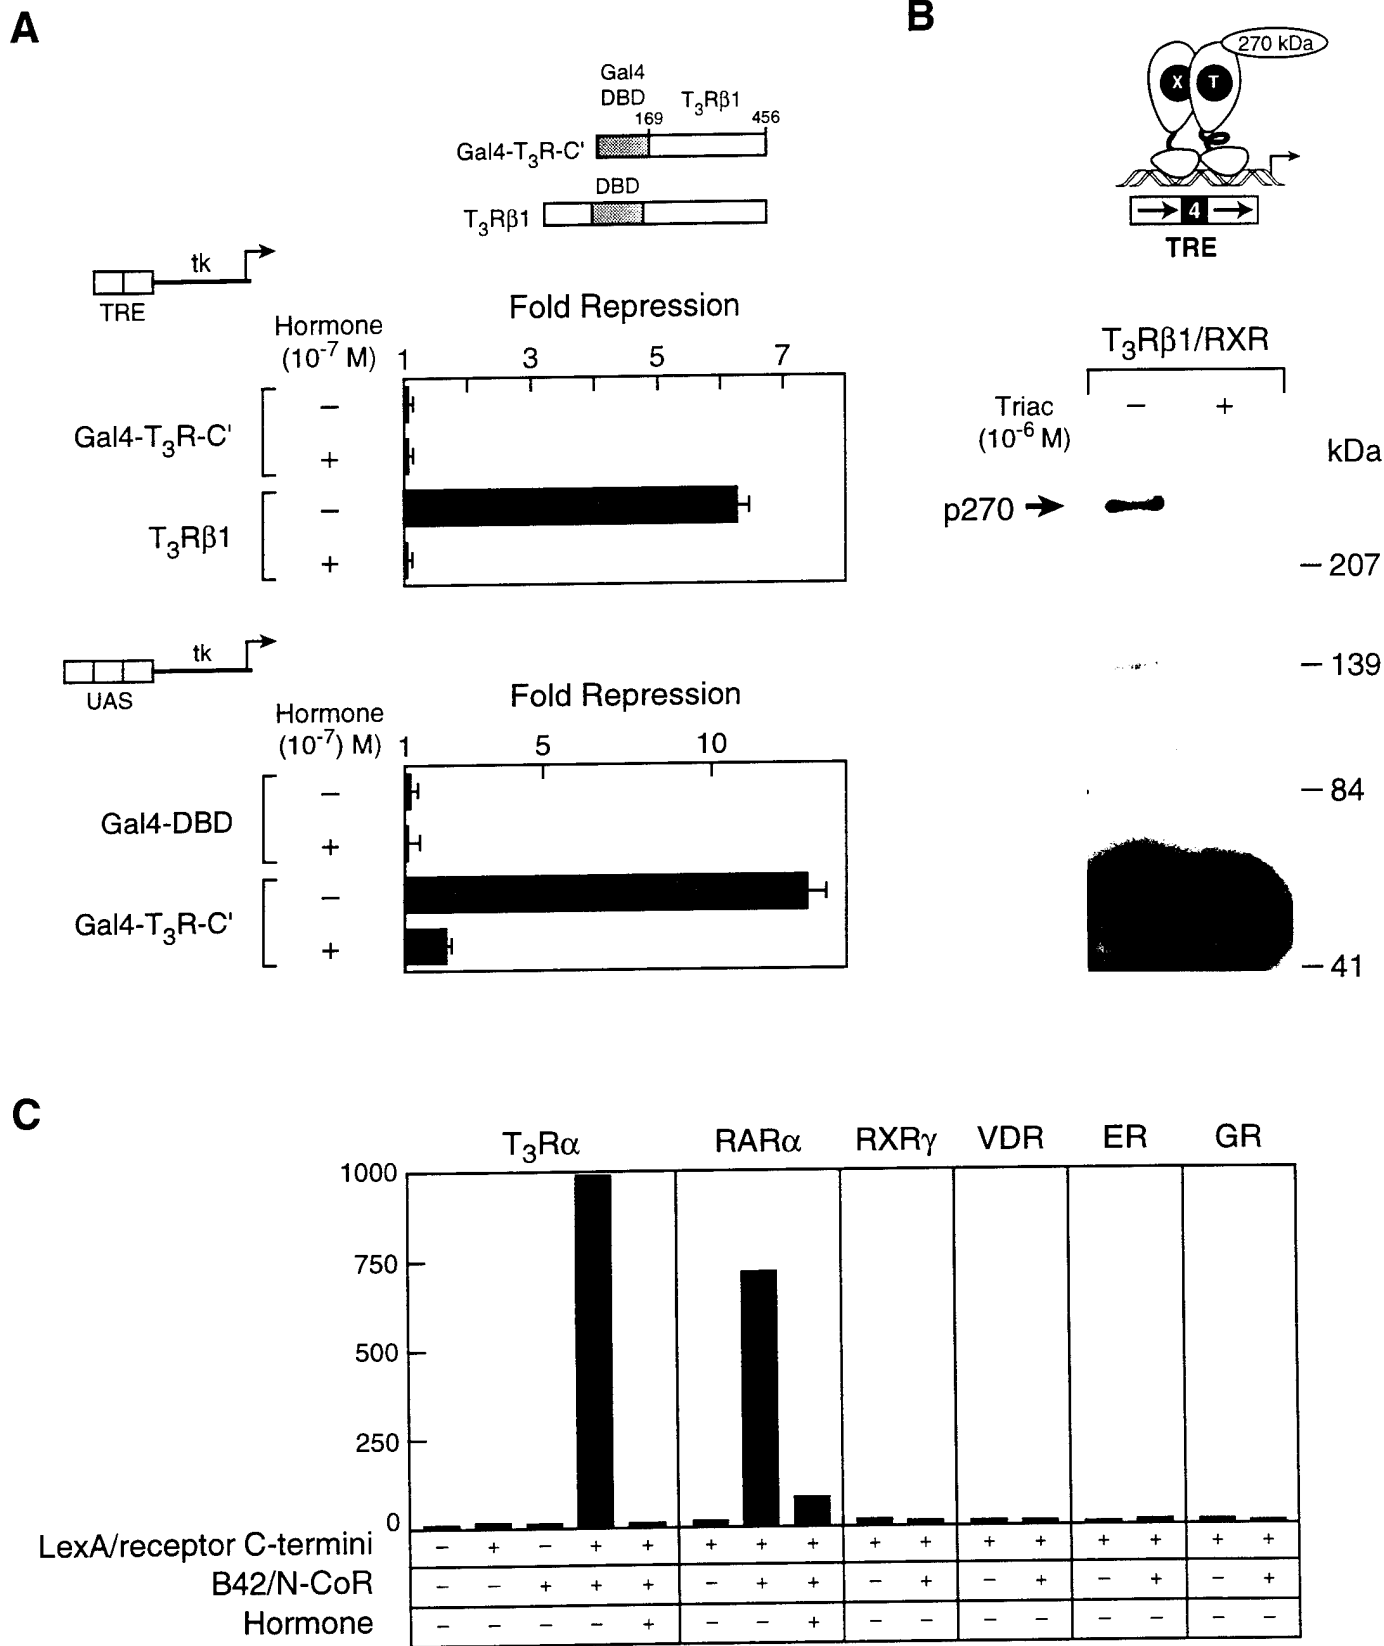 A
Gal4
DBD
T3Rβ1
169
456
Gal4-T3R-C'
DBD
T3Rβ1
tk
TRE
Fold Repression
Hormone
(10-7 M)
1 3 5 7
Gal4-T3R-C'
−
+
T3Rβ1
−
+
tk
UAS
Fold Repression
Hormone
(10-7) M)
1 5 10
Gal4-DBD
−
+
Gal4-T3R-C'
−
+
B
270 kDa
X T
4
TRE
T3Rβ1/RXR
Triac
(10-6 M)
− +
kDa
p270
207
139
84
41
C
T3Rα RARα RXRγ VDR ER GR
1000
750
500
250
0
LexA/receptor C-termini − + − + + + + + + + + + + + + +
B42/N-CoR − − + + + − + + − + − + − + − +
Hormone − − − − + − − + − − − − − − − −